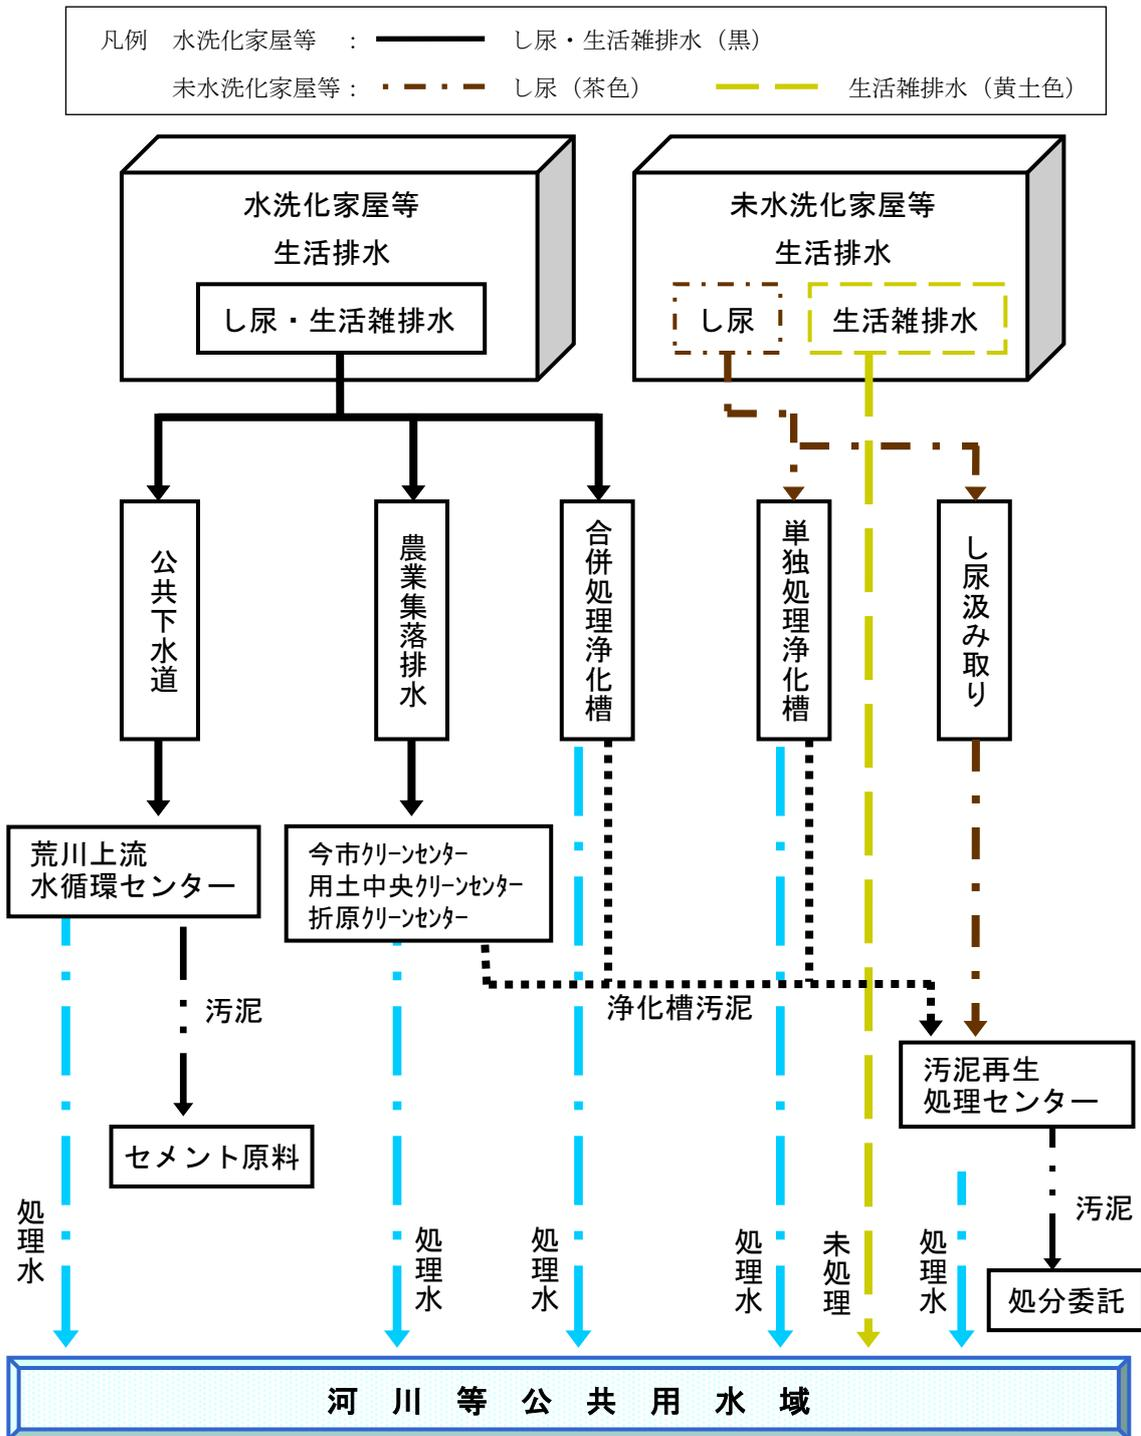 凡例 水洗化家屋等 : し尿・生活雑排水（黒）
未水洗化家屋等: し尿（茶色） 生活雑排水（黄土色）
水洗化家屋等
生活排水
し尿・生活雑排水
未水洗化家屋等
生活排水
し尿
生活雑排水
公共下水道
農業集落排水
合併処理浄化槽
単独処理浄化槽
し尿汲み取り
荒川上流
水循環センター
今市ｸﾘｰﾝｾﾝﾀｰ
用土中央ｸﾘｰﾝｾﾝﾀｰ
折原ｸﾘｰﾝｾﾝﾀｰ
汚泥
浄化槽汚泥
汚泥再生
処理センター
セメント原料
汚泥
処分委託
処理水
処理水
処理水
処理水
未処理
処理水
河川等公共用水域